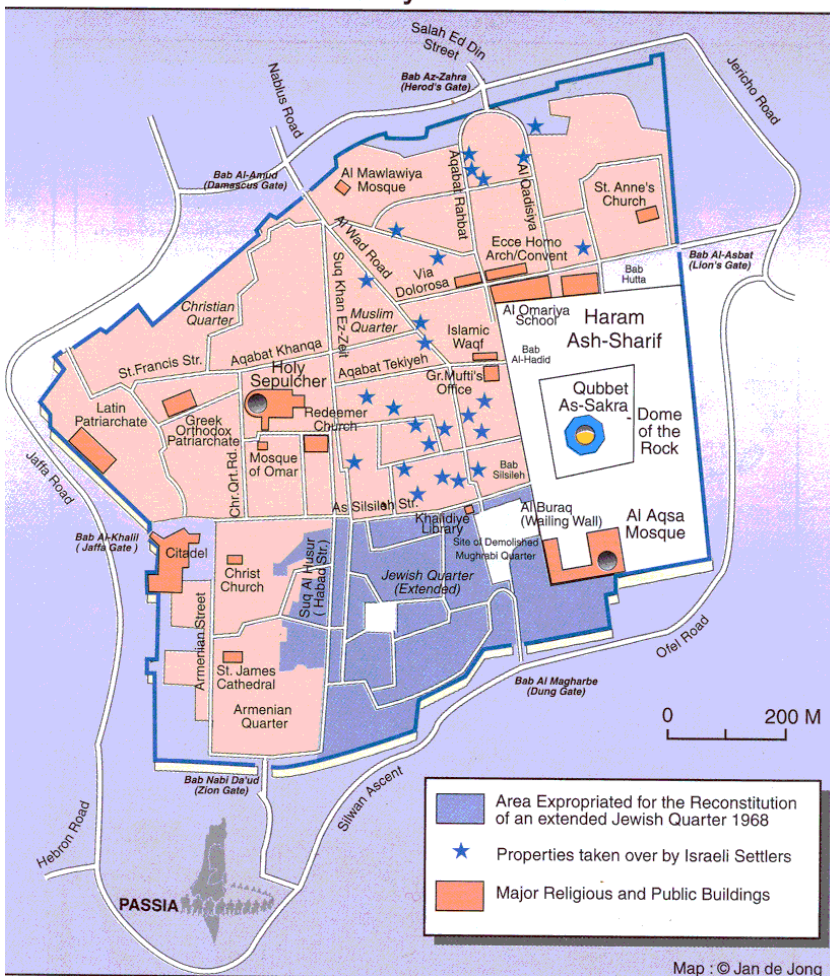 Salah Ed Din
Street
Bab Az-Zahra
(Herod's Gate)
Nablus Road
Jericho Road
Bab Al-Amud
(Damascus Gate)
Al Mawlawiya
Mosque
Aqabat Rahbat
Al Qadisiya
St. Anne's
Church
Al Wad Road
Ecce Homo
Arch/Convent
Bab Al-Asbat
(Lion's Gate)
Via
Dolorosa
Bab
Hutta
Suq Khan Ez-Zeit
Christian
Quarter
Muslim
Quarter
Al Omariya
School
Haram
Ash-Sharif
Islamic
Waqf
Bab
Al-Hadid
St.Francis Str.
Aqabat Khanqa
Aqabat Tekiyeh
Holy
Sepulcher
Gr.Mufti's
Office
Qubbet
As-Sakra
Dome
of the
Rock
Latin
Patriarchate
Greek
Orthodox
Patriarchate
Redeemer
Church
Chr.Qrt.Rd.
Mosque
of Omar
Jaffa Road
Bab
Silsileh
As Silsileh Str.
Khalidiye
Library
Al Buraq
(Wailing Wall)
Al Aqsa
Mosque
Bab Al-Khalil
( Jaffa Gate )
Citadel
Site of Demolished
Mughrabi Quarter
Christ
Church
Suq Al Husur
( Habad Str.)
Jewish Quarter
(Extended)
Armenian Street
St. James
Cathedral
Armenian
Quarter
Ofel Road
Bab Al Magharbe
(Dung Gate)
0 200 M
Bab Nabi Da'ud
(Zion Gate)
Silwan Ascent
Hebron Road
PASSIA
Area Expropriated for the Reconstitution
of an extended Jewish Quarter 1968
Properties taken over by Israeli Settlers
Major Religious and Public Buildings
Map : © Jan de Jong